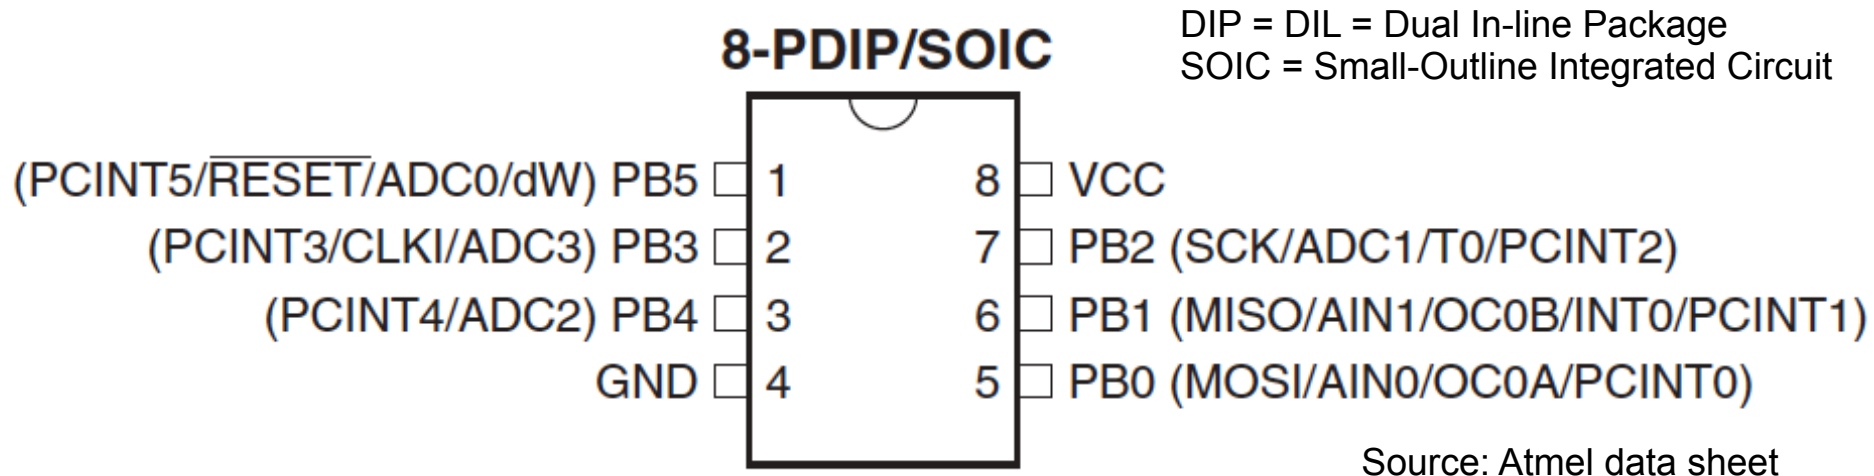 DIP = DIL = Dual In-line Package
8-PDIP/SOIC
SOIC = Small-Outline Integrated Circuit
(PCINT5/RESET/ADC0/dW) PB5 1 8 VCC
(PCINT3/CLKI/ADC3) PB3 2 7 PB2 (SCK/ADC1/T0/PCINT2)
(PCINT4/ADC2) PB4 3 6 PB1 (MISO/AIN1/OC0B/INT0/PCINT1)
GND 4 5 PB0 (MOSI/AIN0/OC0A/PCINT0)
Source: Atmel data sheet